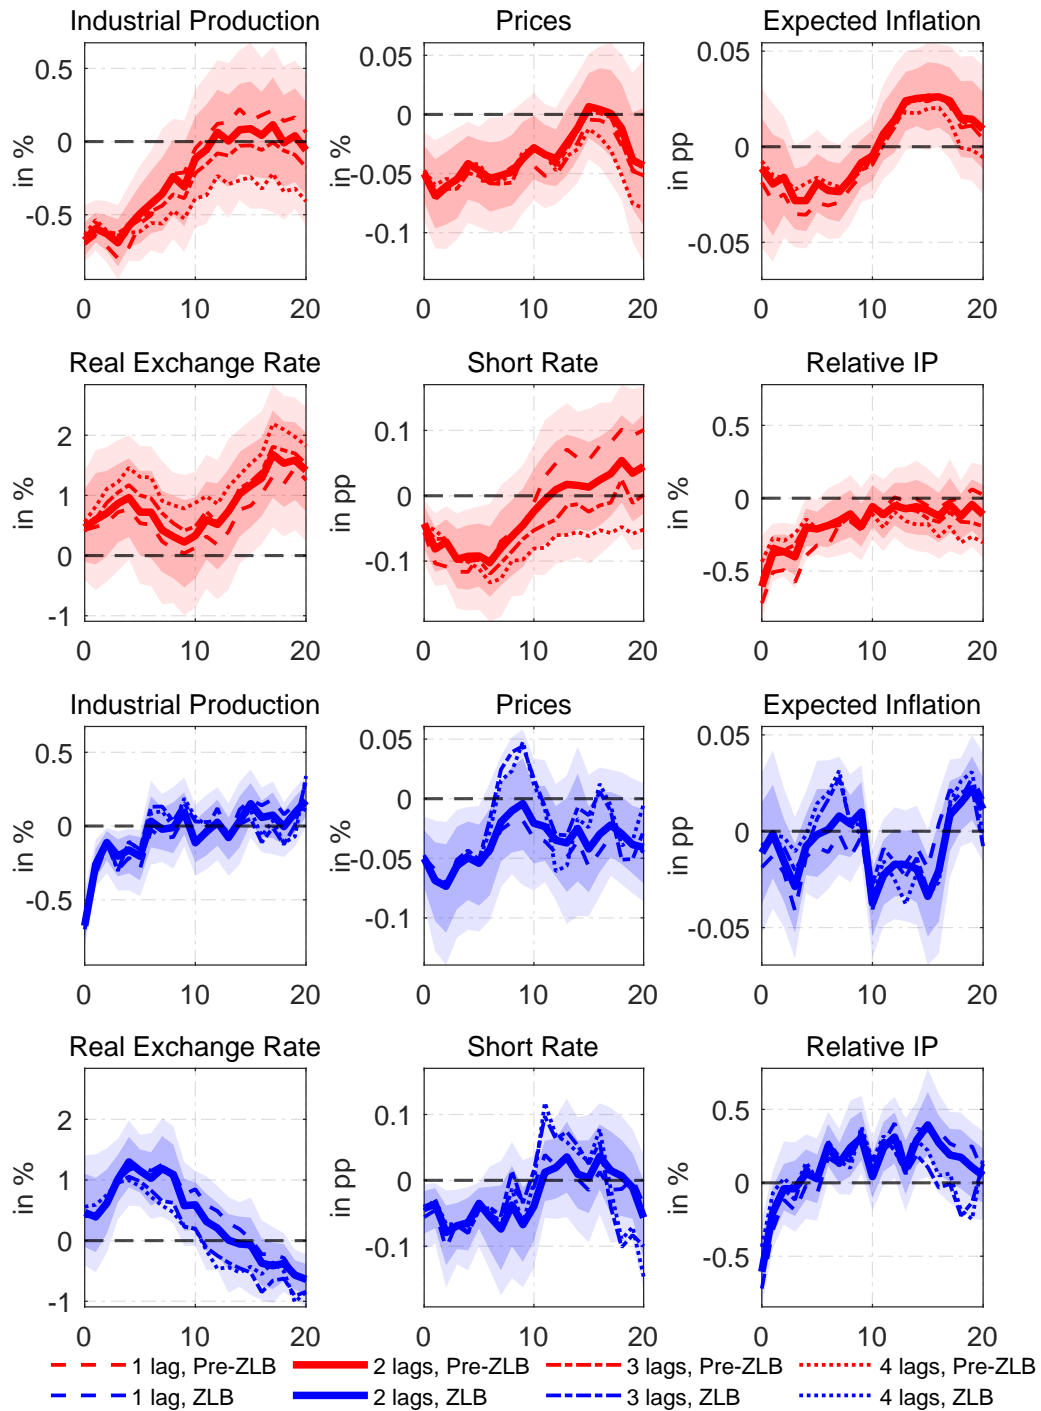 Industrial Production Prices Expected Inflation
0.5 0 -0.5 in % 0 10 20
0.05 0 -0.05 -0.1 in % 0 10 20
0.05 0 -0.05 in pp 0 10 20
Real Exchange Rate Short Rate Relative IP
2 1 0 -1 in % 0 10 20
0.1 0 -0.1 in pp 0 10 20
0.5 0 -0.5 in % 0 10 20
Industrial Production Prices Expected Inflation
0.5 0 -0.5 in % 0 10 20
0.05 0 -0.05 -0.1 in % 0 10 20
0.05 0 -0.05 in pp 0 10 20
Real Exchange Rate Short Rate Relative IP
2 1 0 -1 in % 0 10 20
0.1 0 -0.1 in pp 0 10 20
0.5 0 -0.5 in % 0 10 20
1 lag, Pre-ZLB 2 lags, Pre-ZLB 3 lags, Pre-ZLB 4 lags, Pre-ZLB
1 lag, ZLB 2 lags, ZLB 3 lags, ZLB 4 lags, ZLB